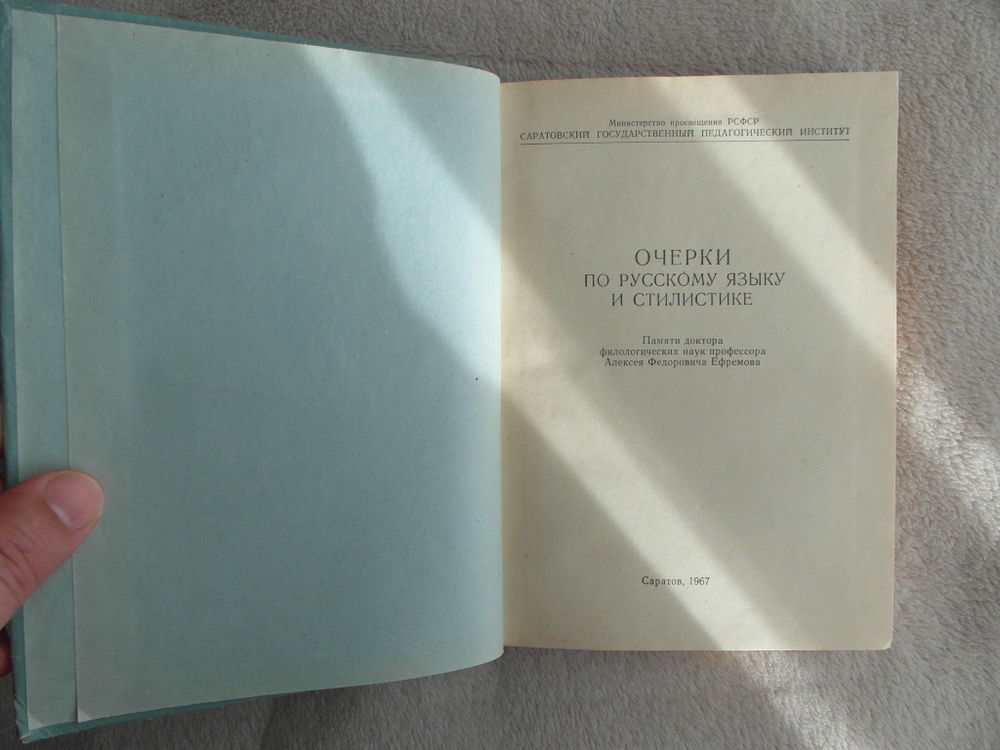 Министерство просвещения РСФСР
САРАТОВСКИЙ ГОСУДАРСТВЕННЫЙ ПЕДАГОГИЧЕСКИЙ ИНСТИТУТ
ОЧЕРКИ
ПО РУССКОМУ ЯЗЫКУ
И СТИЛИСТИКЕ
Памяти доктора
филологических наук профессора
Алексея Федоровича Ефремова
Саратов, 1967